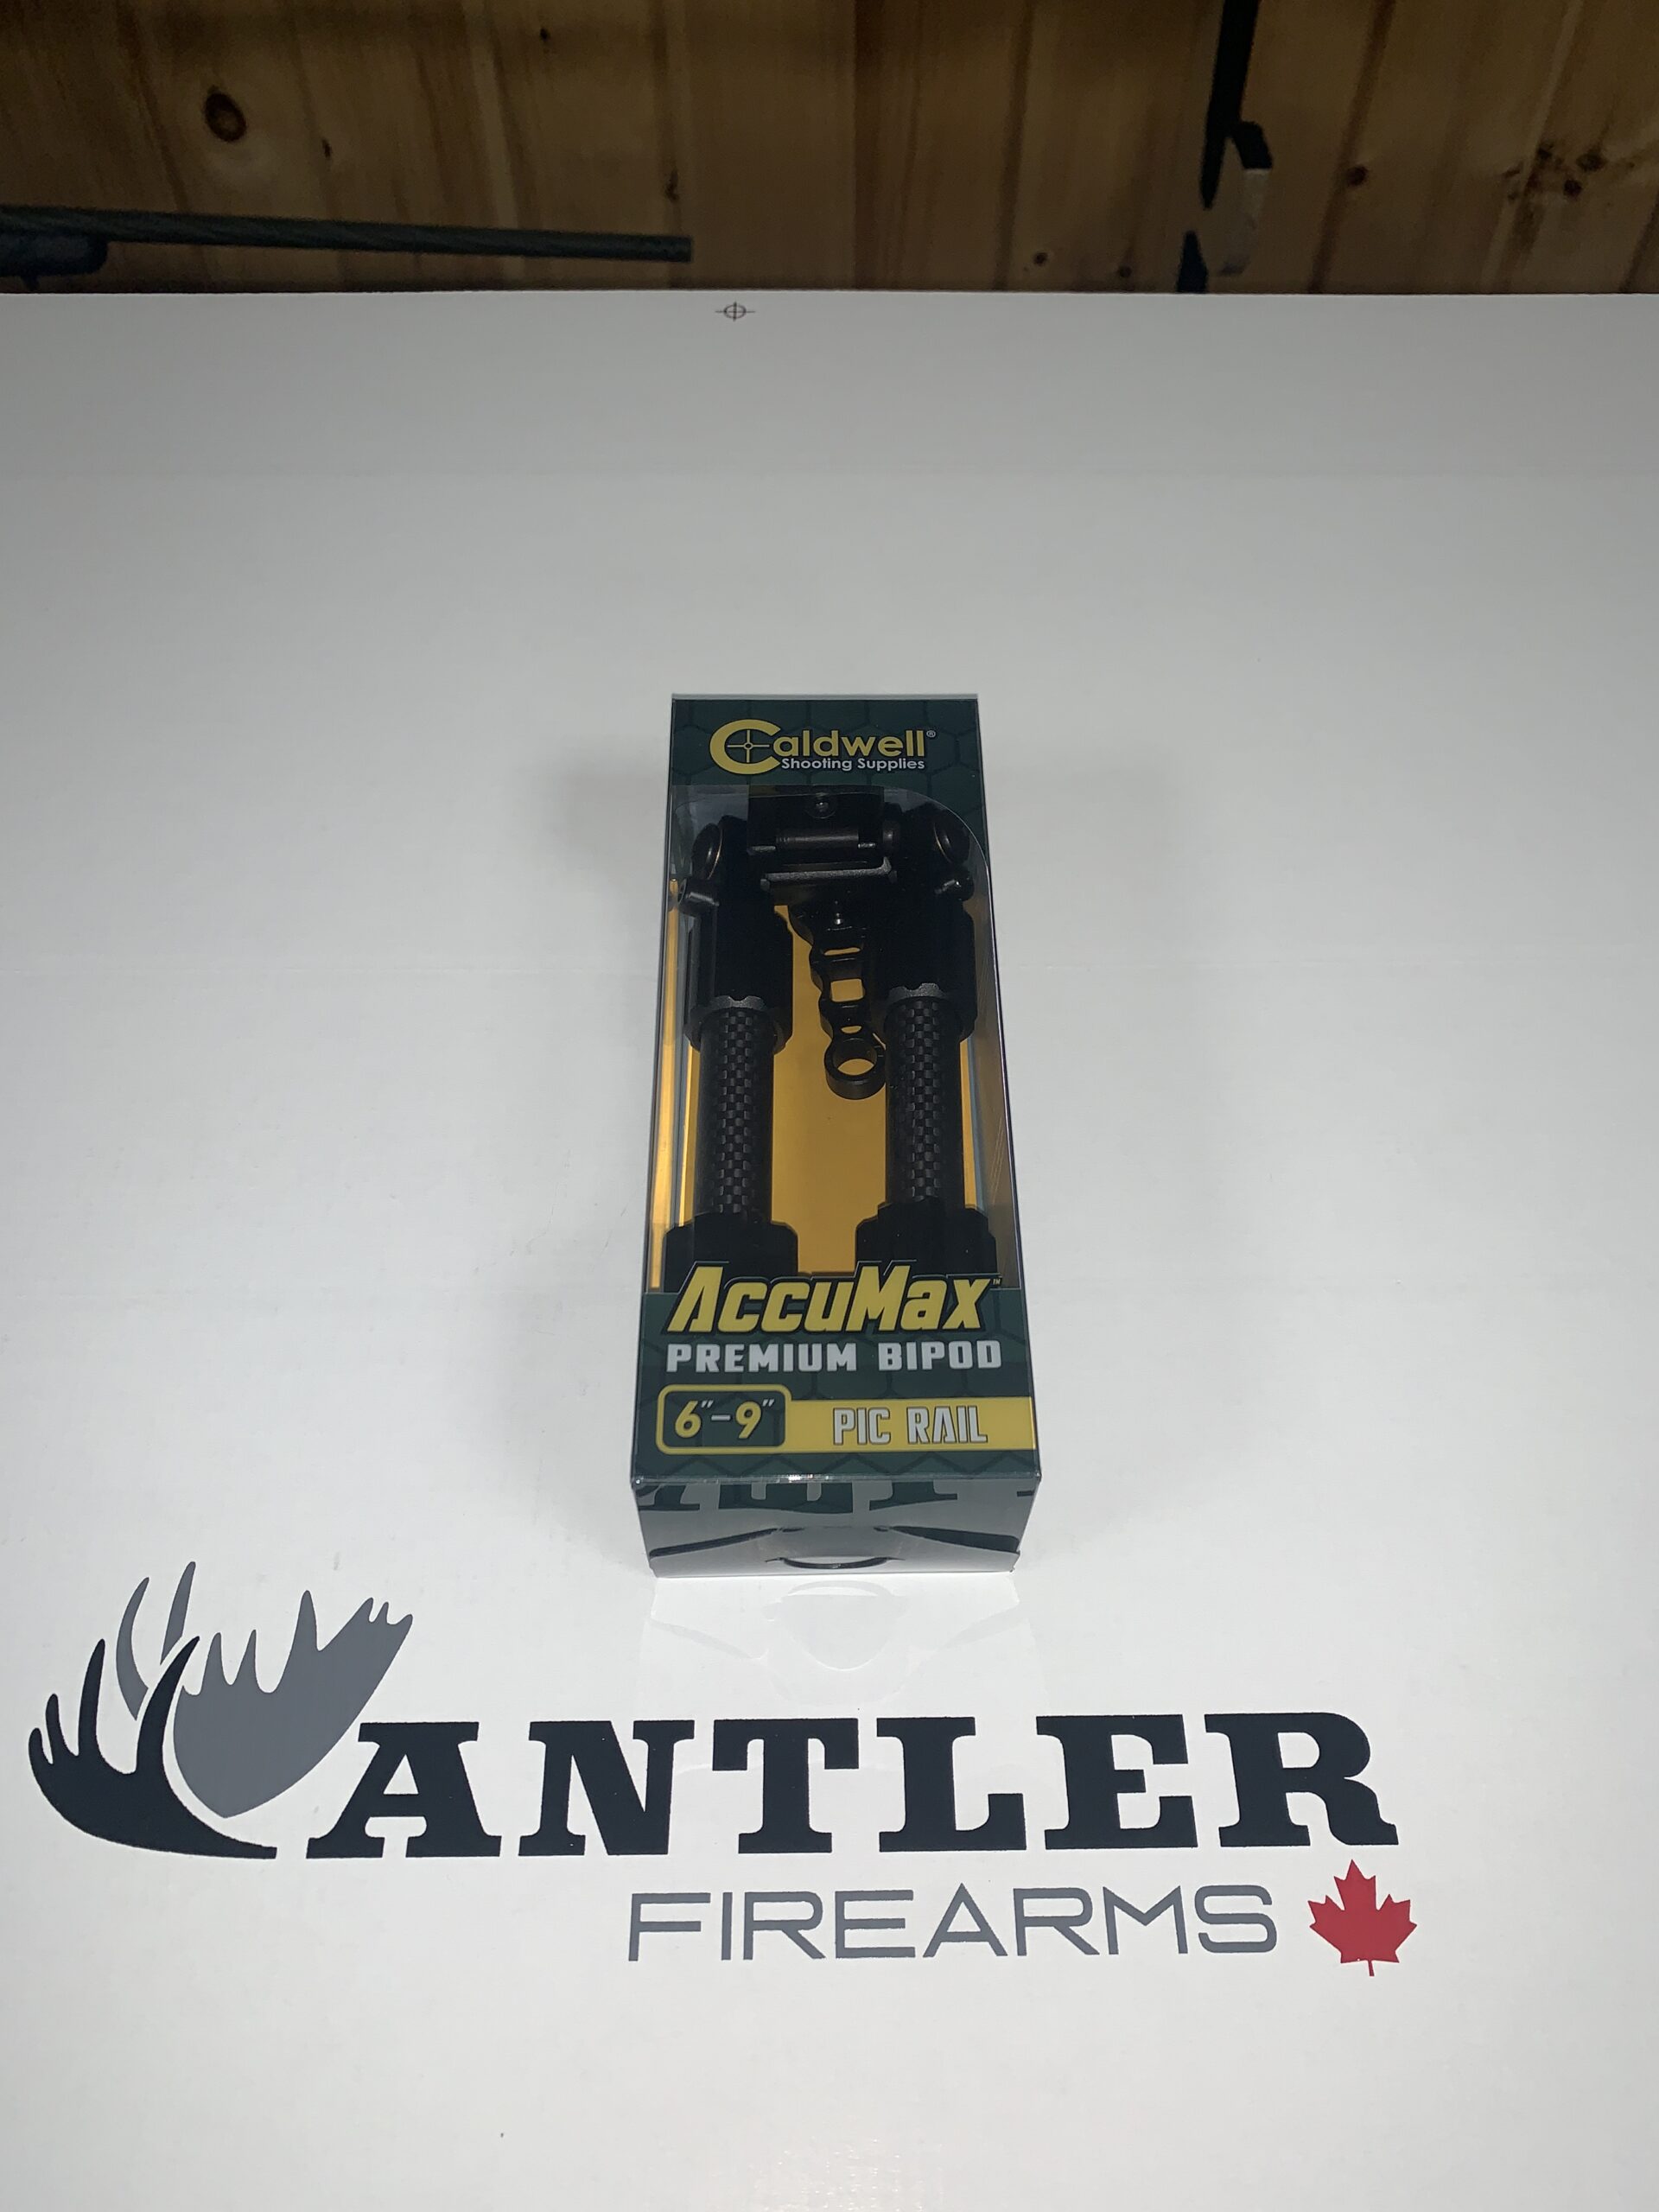 Caldwell®
Shooting Supplies
AccuMax™
PREMIUM BIPOD
6"-9" PIC RAIL
ANTLER
FIREARMS